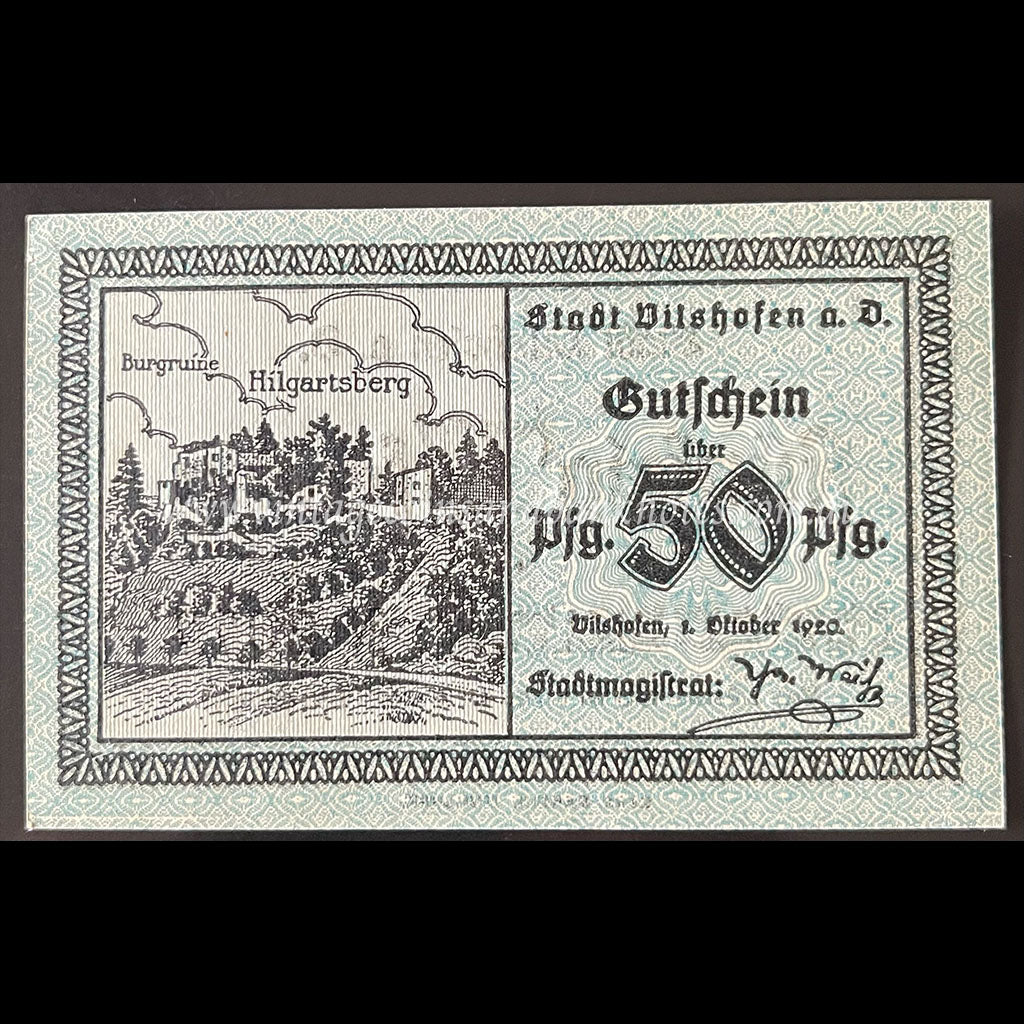 Burgruine
Hilgartsberg
Stadt Vilshofen a. D.
Gutschein
über
Pfg. 50 Pfg.
Vilshofen, 1. Oktober 1920.
Stadtmagistrat: